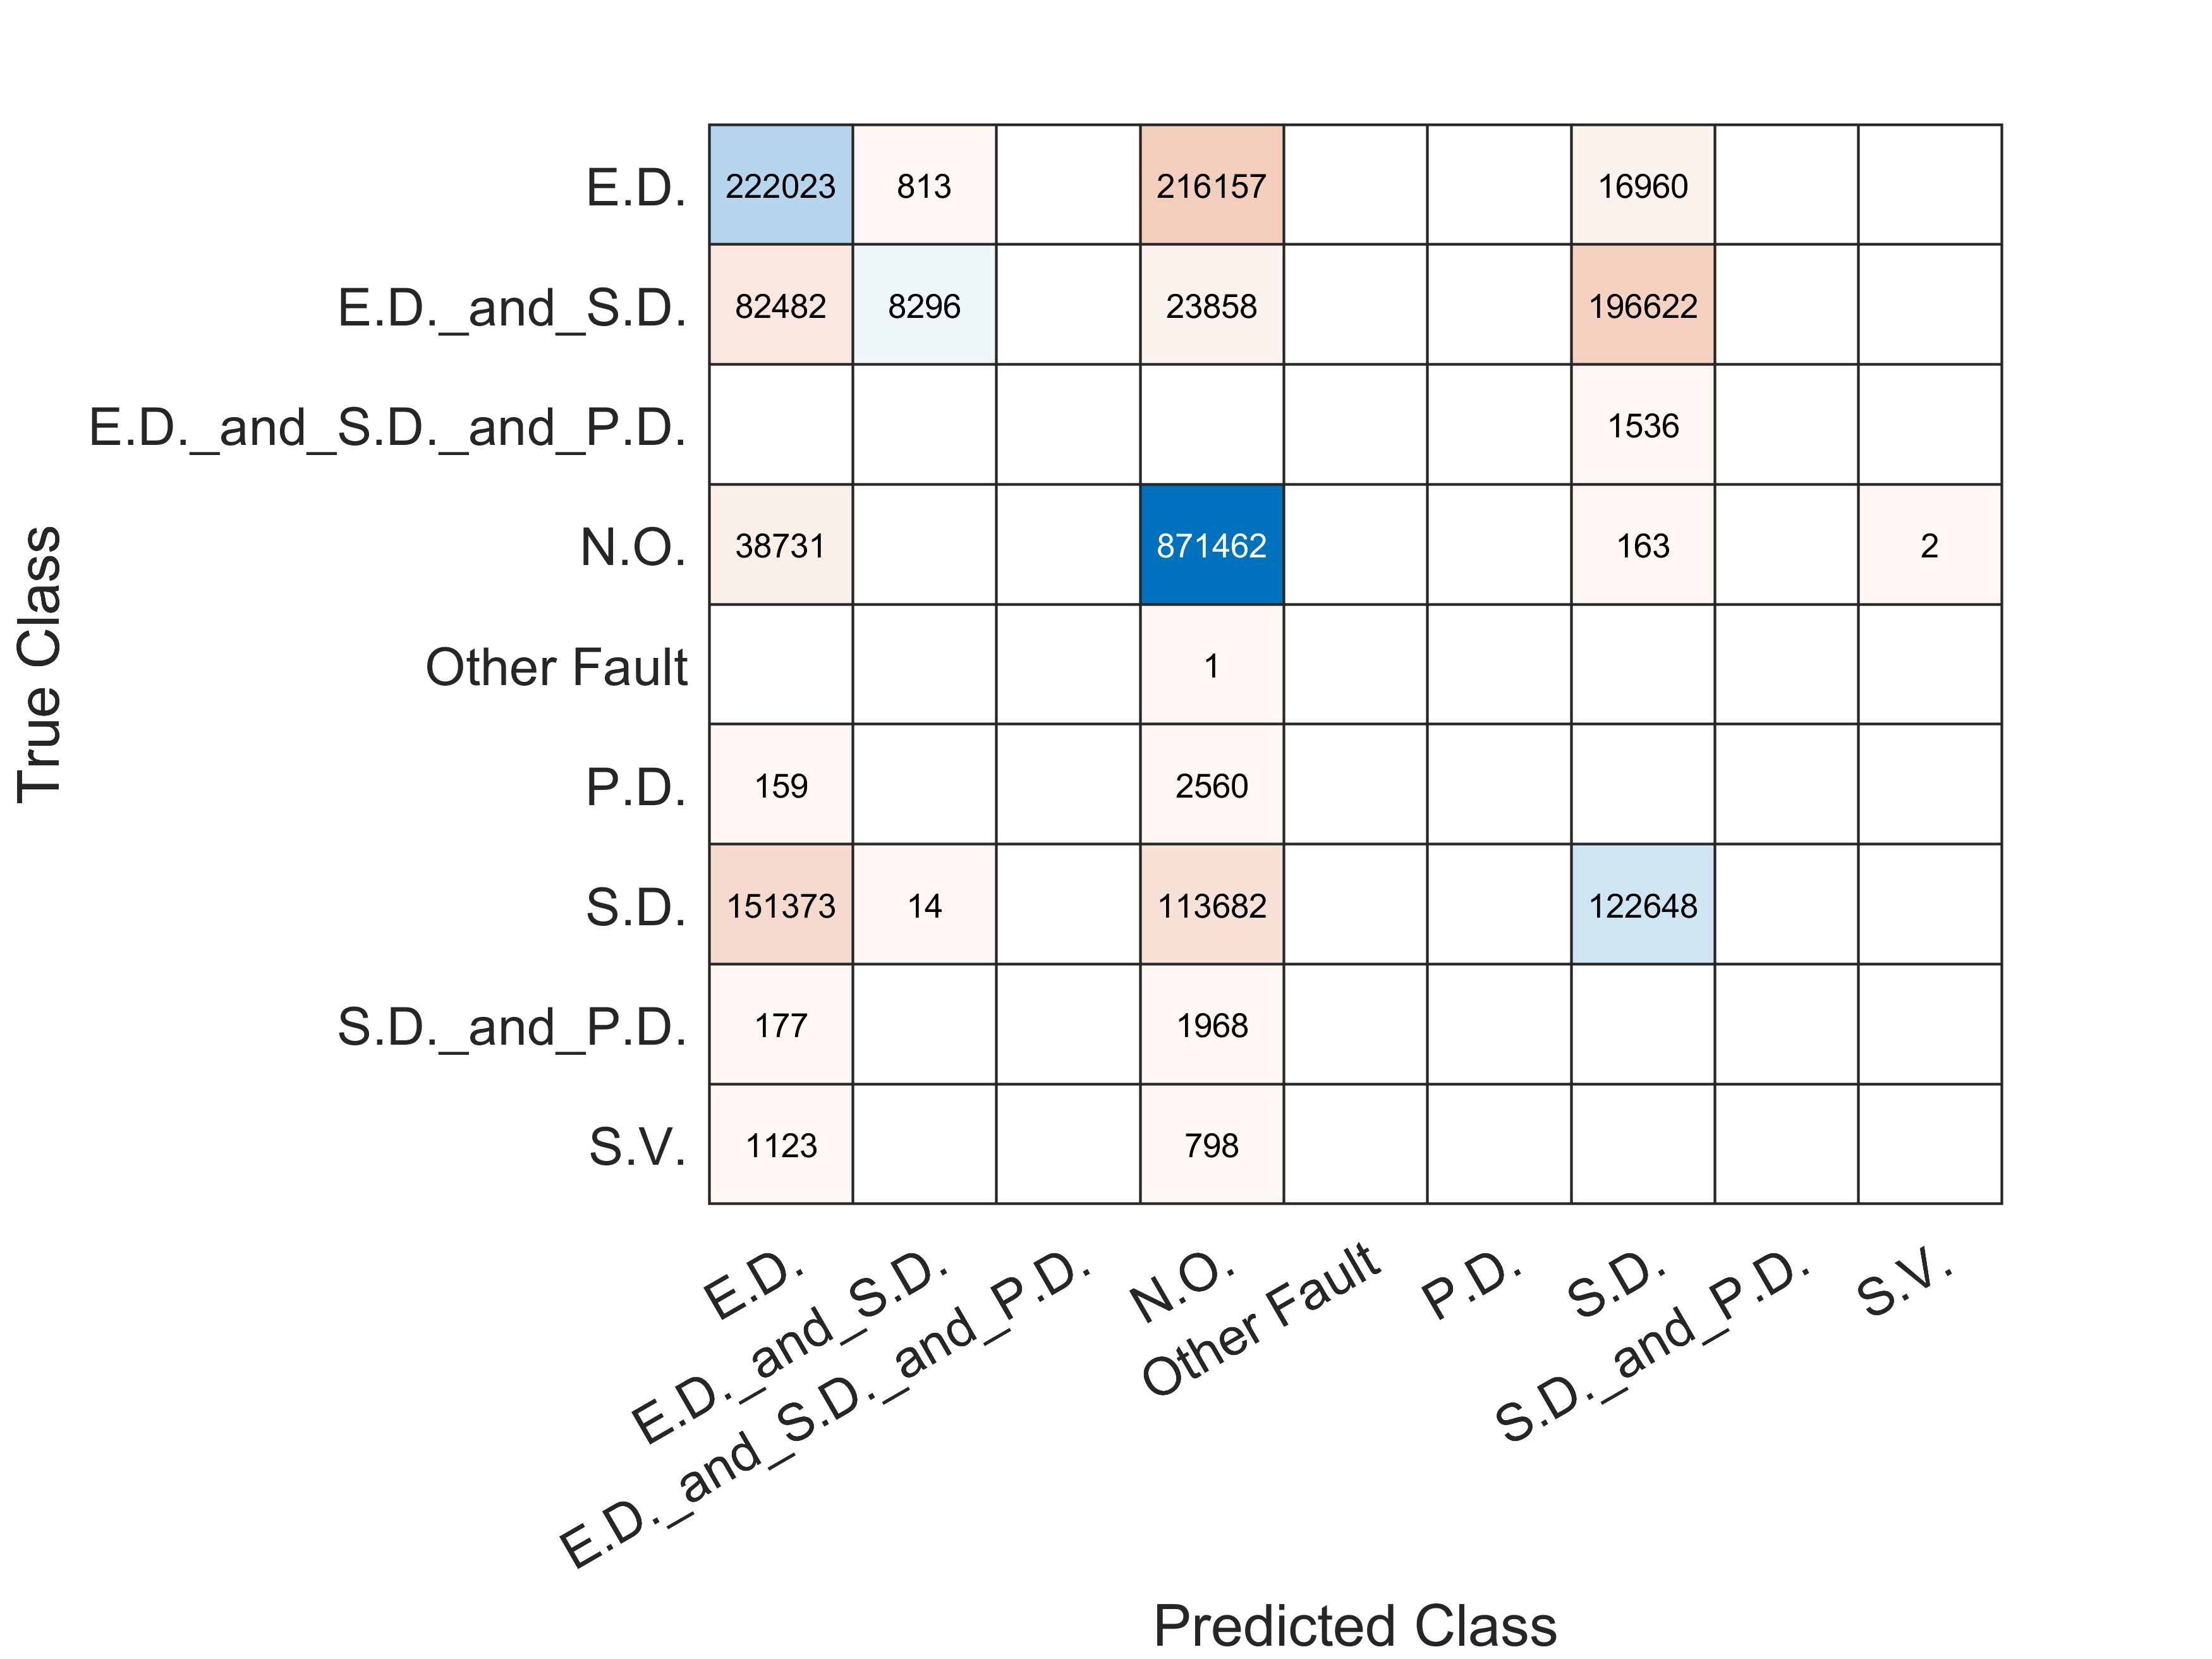 True Class
E.D. 222023 813 216157 16960
E.D._and_S.D. 82482 8296 23858 196622
E.D._and_S.D._and_P.D. 1536
N.O. 38731 871462 163 2
Other Fault 1
P.D. 159 2560
S.D. 151373 14 113682 122648
S.D._and_P.D. 177 1968
S.V. 1123 798
E.D. E.D._and_S.D. E.D._and_S.D._and_P.D. N.O. Other Fault P.D. S.D. S.D._and_P.D. S.V.
Predicted Class